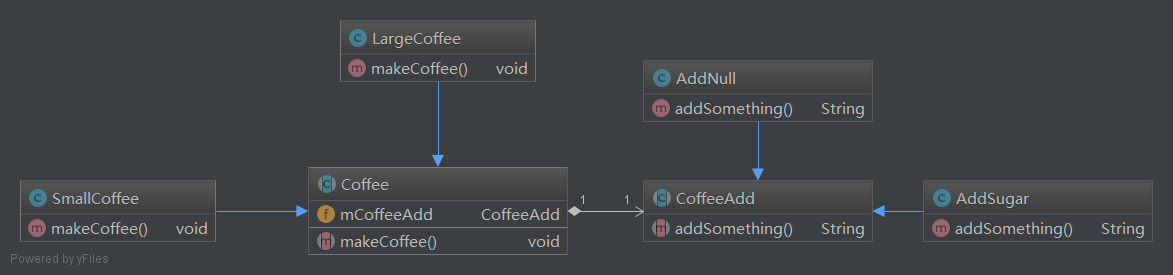 C LargeCoffee
m makeCoffee() void
C AddNull
m addSomething() String
C SmallCoffee
m makeCoffee() void
C Coffee
f mCoffeeAdd CoffeeAdd
m makeCoffee() void
1 1
C CoffeeAdd
m addSomething() String
C AddSugar
m addSomething() String
Powered by yFiles